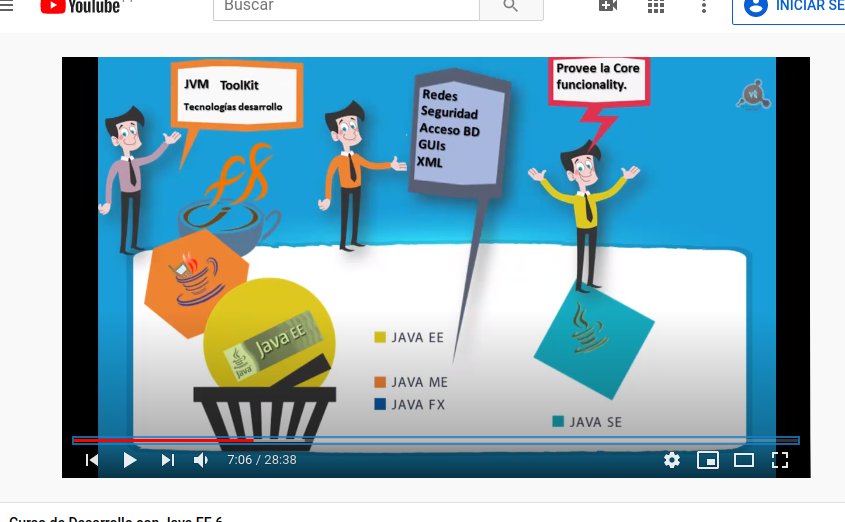 YouTube
Buscar
INICIAR SE
JVM ToolKit
Tecnologías desarrollo
Redes
Seguridad
Acceso BD
GUIs
XML
Provee la Core
funcionality.
Java EE
Java
JAVA EE
JAVA ME
JAVA FX
JAVA SE
7:06 / 28:38
Curso de Desarrollo con Java EE 6